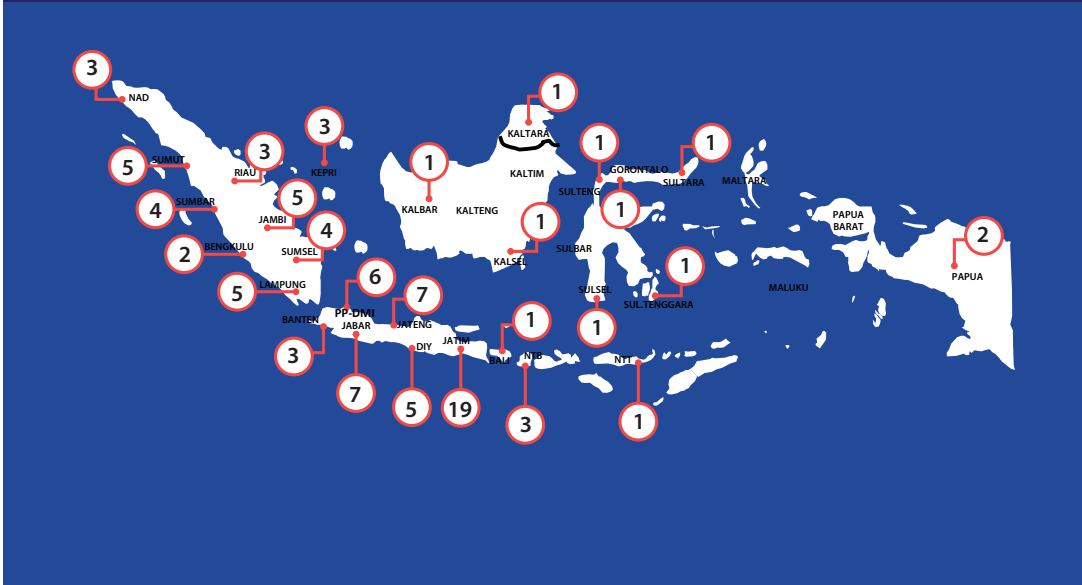 3
NAD
5
SUMUT
3
RIAU
3
KEPRI
4
SUMBAR
5
JAMBI
2
BENGKULU
4
SUMSEL
5
LAMPUNG
6
PP-DMI
BANTEN
3
JABAR
7
7
JATENG
DIY
5
JATIM
19
1
BALI
NTB
3
NTT
1
1
KALTARA
KALTIM
1
KALBAR
KALTENG
1
KALSEL
1
SULTENG
GORONTALO
1
1
SULTARA
SULBAR
SULSEL
1
1
SUL.TENGGARA
MALTARA
MALUKU
PAPUA
BARAT
2
PAPUA